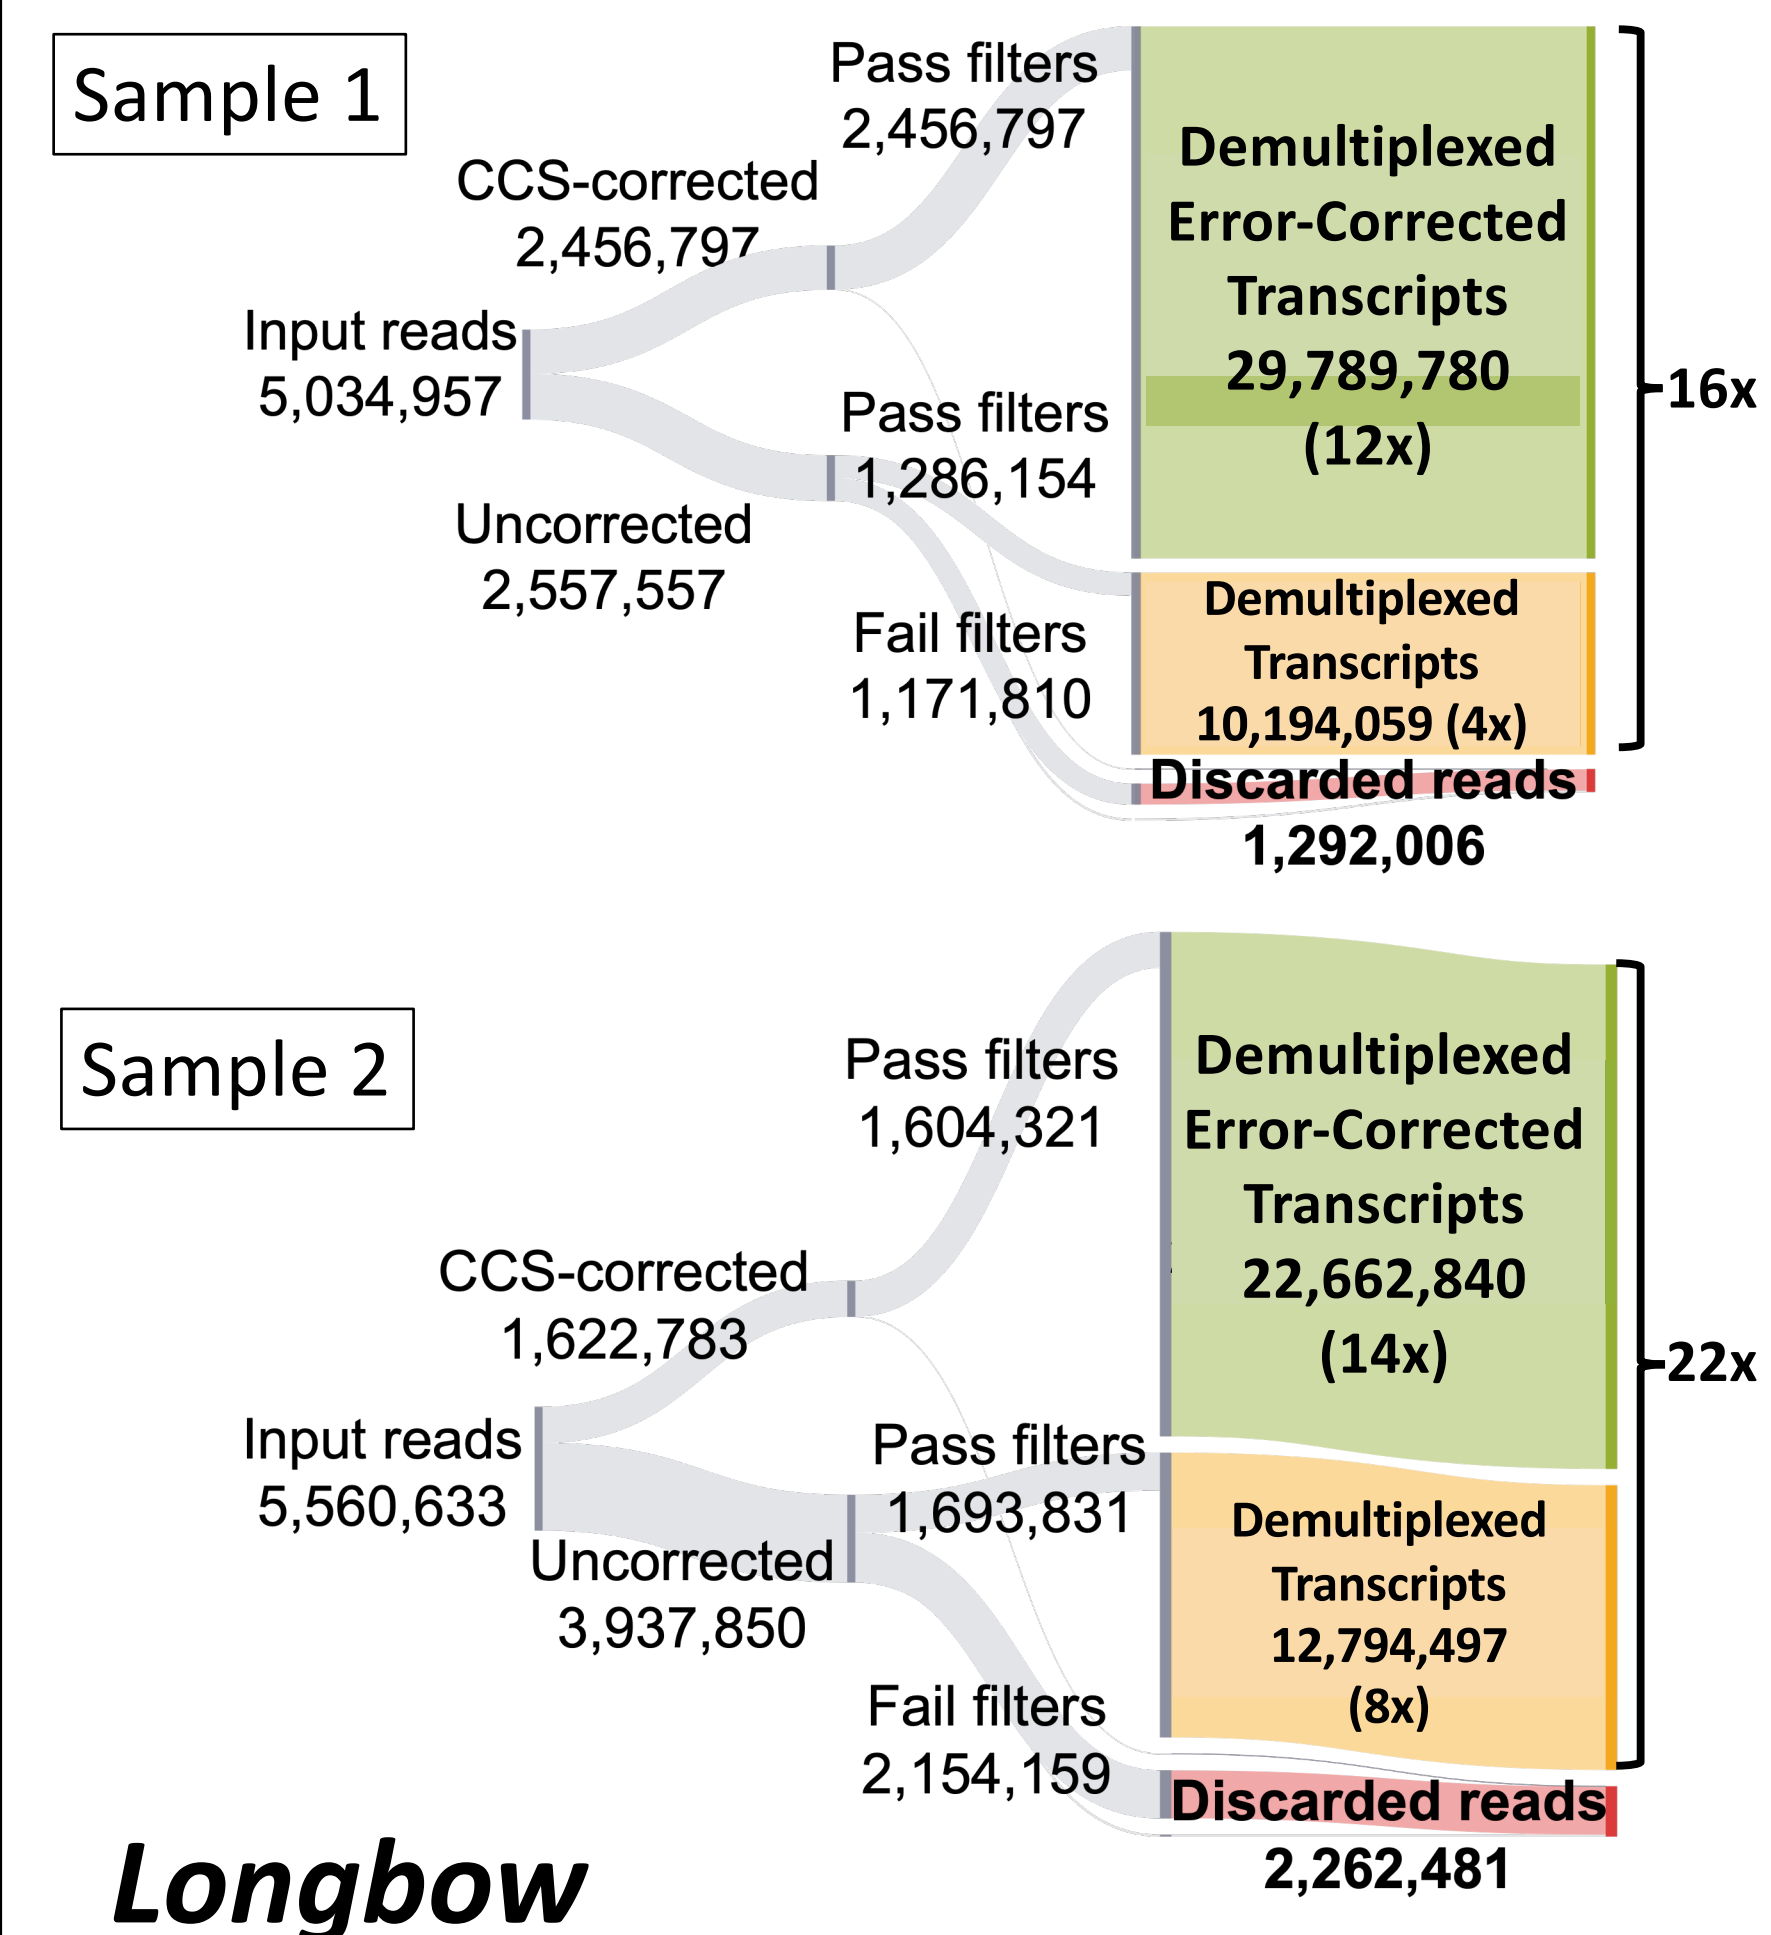 Sample 1
Pass filters
2,456,797
CCS-corrected
2,456,797
Input reads
5,034,957
Uncorrected
2,557,557
Pass filters
1,286,154
Fail filters
1,171,810
Demultiplexed
Error-Corrected
Transcripts
29,789,780
(12x)
16x
Demultiplexed
Transcripts
10,194,059 (4x)
Discarded reads
1,292,006
Sample 2
Pass filters
1,604,321
CCS-corrected
1,622,783
Input reads
5,560,633
Uncorrected
3,937,850
Pass filters
1,693,831
Fail filters
2,154,159
Demultiplexed
Error-Corrected
Transcripts
22,662,840
(14x)
22x
Demultiplexed
Transcripts
12,794,497
(8x)
Discarded reads
2,262,481
Longbow